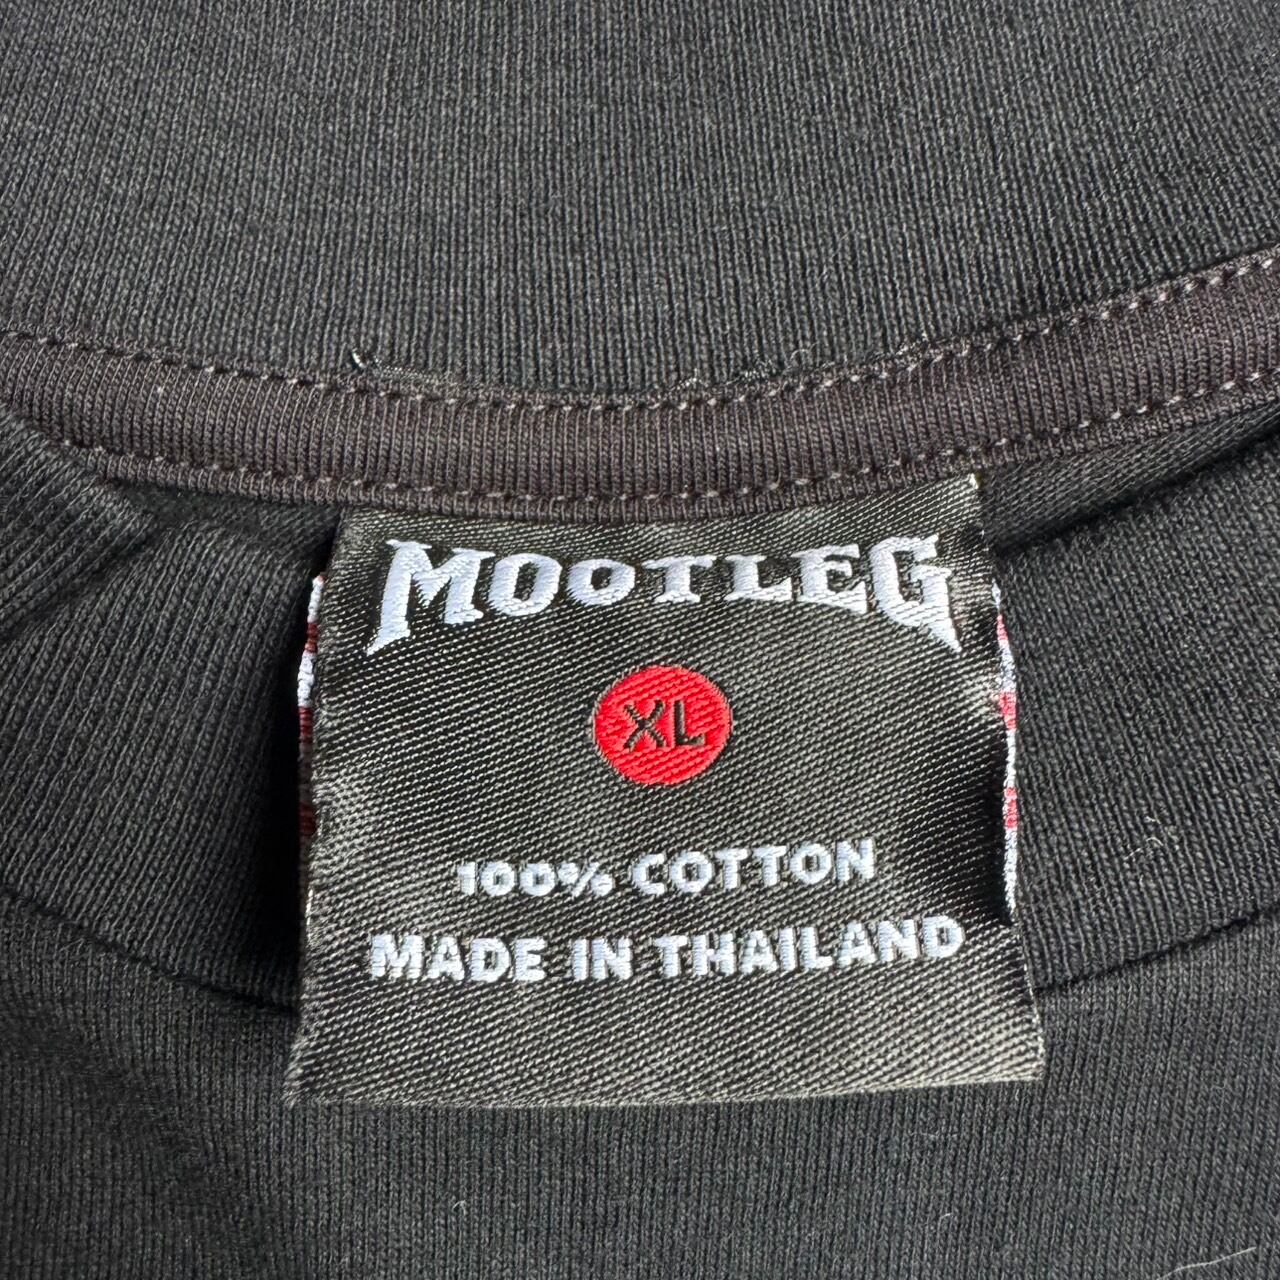 MOOTLEG
XL
100% COTTON
MADE IN THAILAND